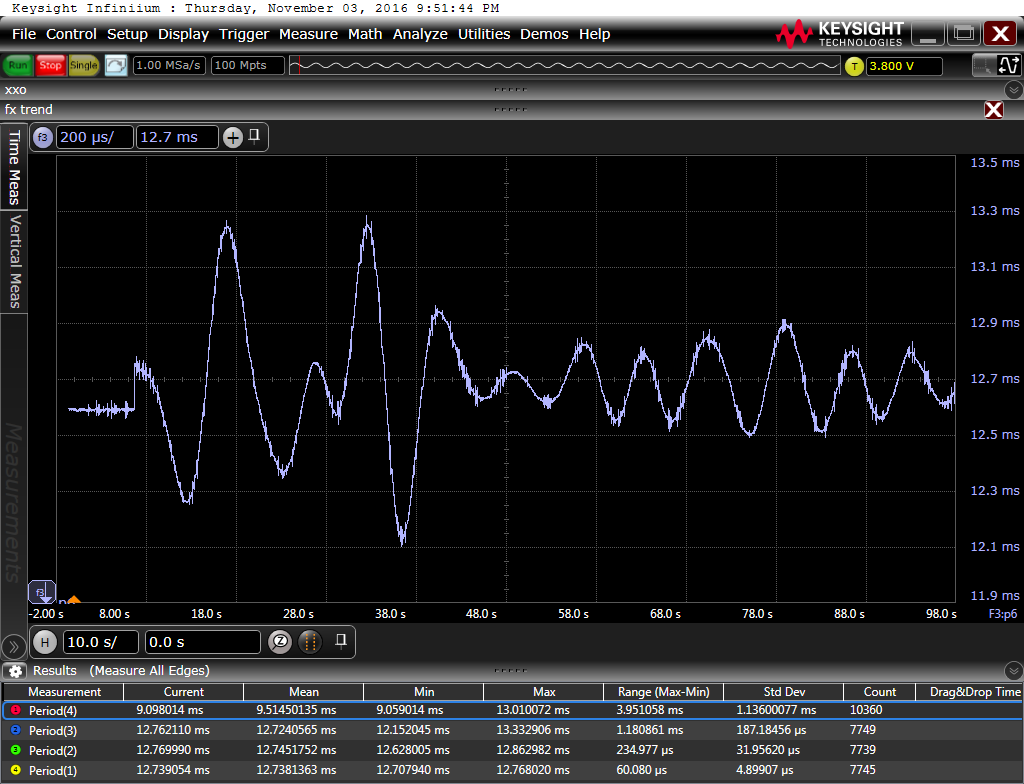 Keysight Infiniium : Thursday, November 03, 2016 9:51:44 PM
File Control Setup Display Trigger Measure Math Analyze Utilities Demos Help
KEYSIGHT
TECHNOLOGIES
Run Stop Single 1.00 MSa/s 100 Mpts T 3.800 V
xxo
fx trend
f3 200 µs/ 12.7 ms
Time Meas
Vertical Meas
Measurements
13.5 ms
13.3 ms
13.1 ms
12.9 ms
12.7 ms
12.5 ms
12.3 ms
12.1 ms
11.9 ms
f3
-2.00 s 8.00 s 18.0 s 28.0 s 38.0 s 48.0 s 58.0 s 68.0 s 78.0 s 88.0 s 98.0 s F3:p6
H 10.0 s/ 0.0 s
Results (Measure All Edges)
Measurement Current Mean Min Max Range (Max-Min) Std Dev Count Drag&Drop Time
Period(4) 9.098014 ms 9.51450135 ms 9.059014 ms 13.010072 ms 3.951058 ms 1.13600077 ms 10360
Period(3) 12.762110 ms 12.7240565 ms 12.152045 ms 13.332906 ms 1.180861 ms 187.18456 µs 7749
Period(2) 12.769990 ms 12.7451752 ms 12.628005 ms 12.862982 ms 234.977 µs 31.95620 µs 7739
Period(1) 12.739054 ms 12.7381363 ms 12.707940 ms 12.768020 ms 60.080 µs 4.89907 µs 7745